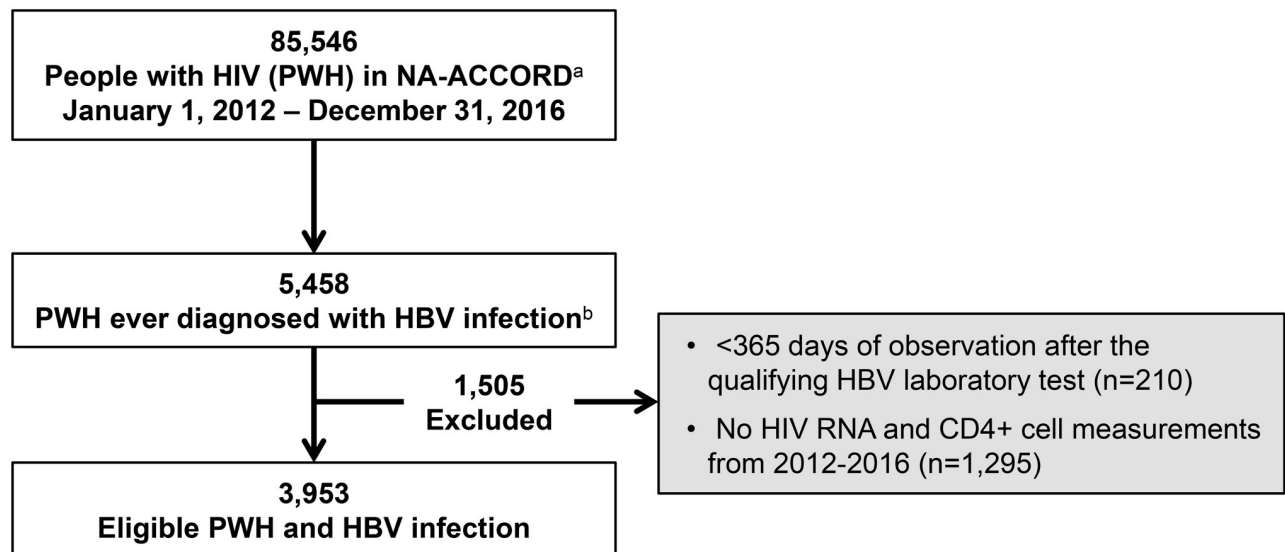 85,546
People with HIV (PWH) in NA-ACCORDᵃ
January 1, 2012 – December 31, 2016
5,458
PWH ever diagnosed with HBV infectionᵇ
1,505
Excluded
• <365 days of observation after the
qualifying HBV laboratory test (n=210)
• No HIV RNA and CD4+ cell measurements
from 2012-2016 (n=1,295)
3,953
Eligible PWH and HBV infection